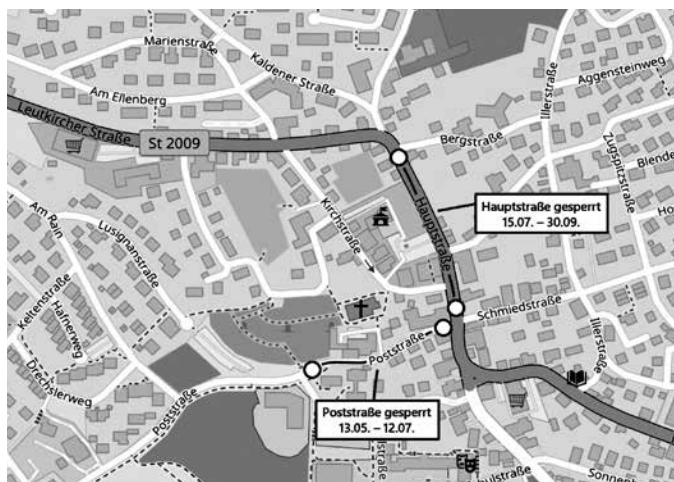 Marienstraße
Kaldener Straße
Am Ellenberg
Leutkircher Straße
St 2009
Illerstraße
Aggensteinweg
Bergstraße
Zugspitzstraße
Blende
Hauptstraße gesperrt
15.07. – 30.09.
Ho
Kirchstraße
Hauptstraße
Am Rain
Lusignanstraße
Keltenstraße
Hafnerweg
Drechslerweg
Schmiedstraße
Illerstraße
Poststraße
Poststraße
Poststraße gesperrt
13.05. – 12.07.
ulstraße
Sonnen